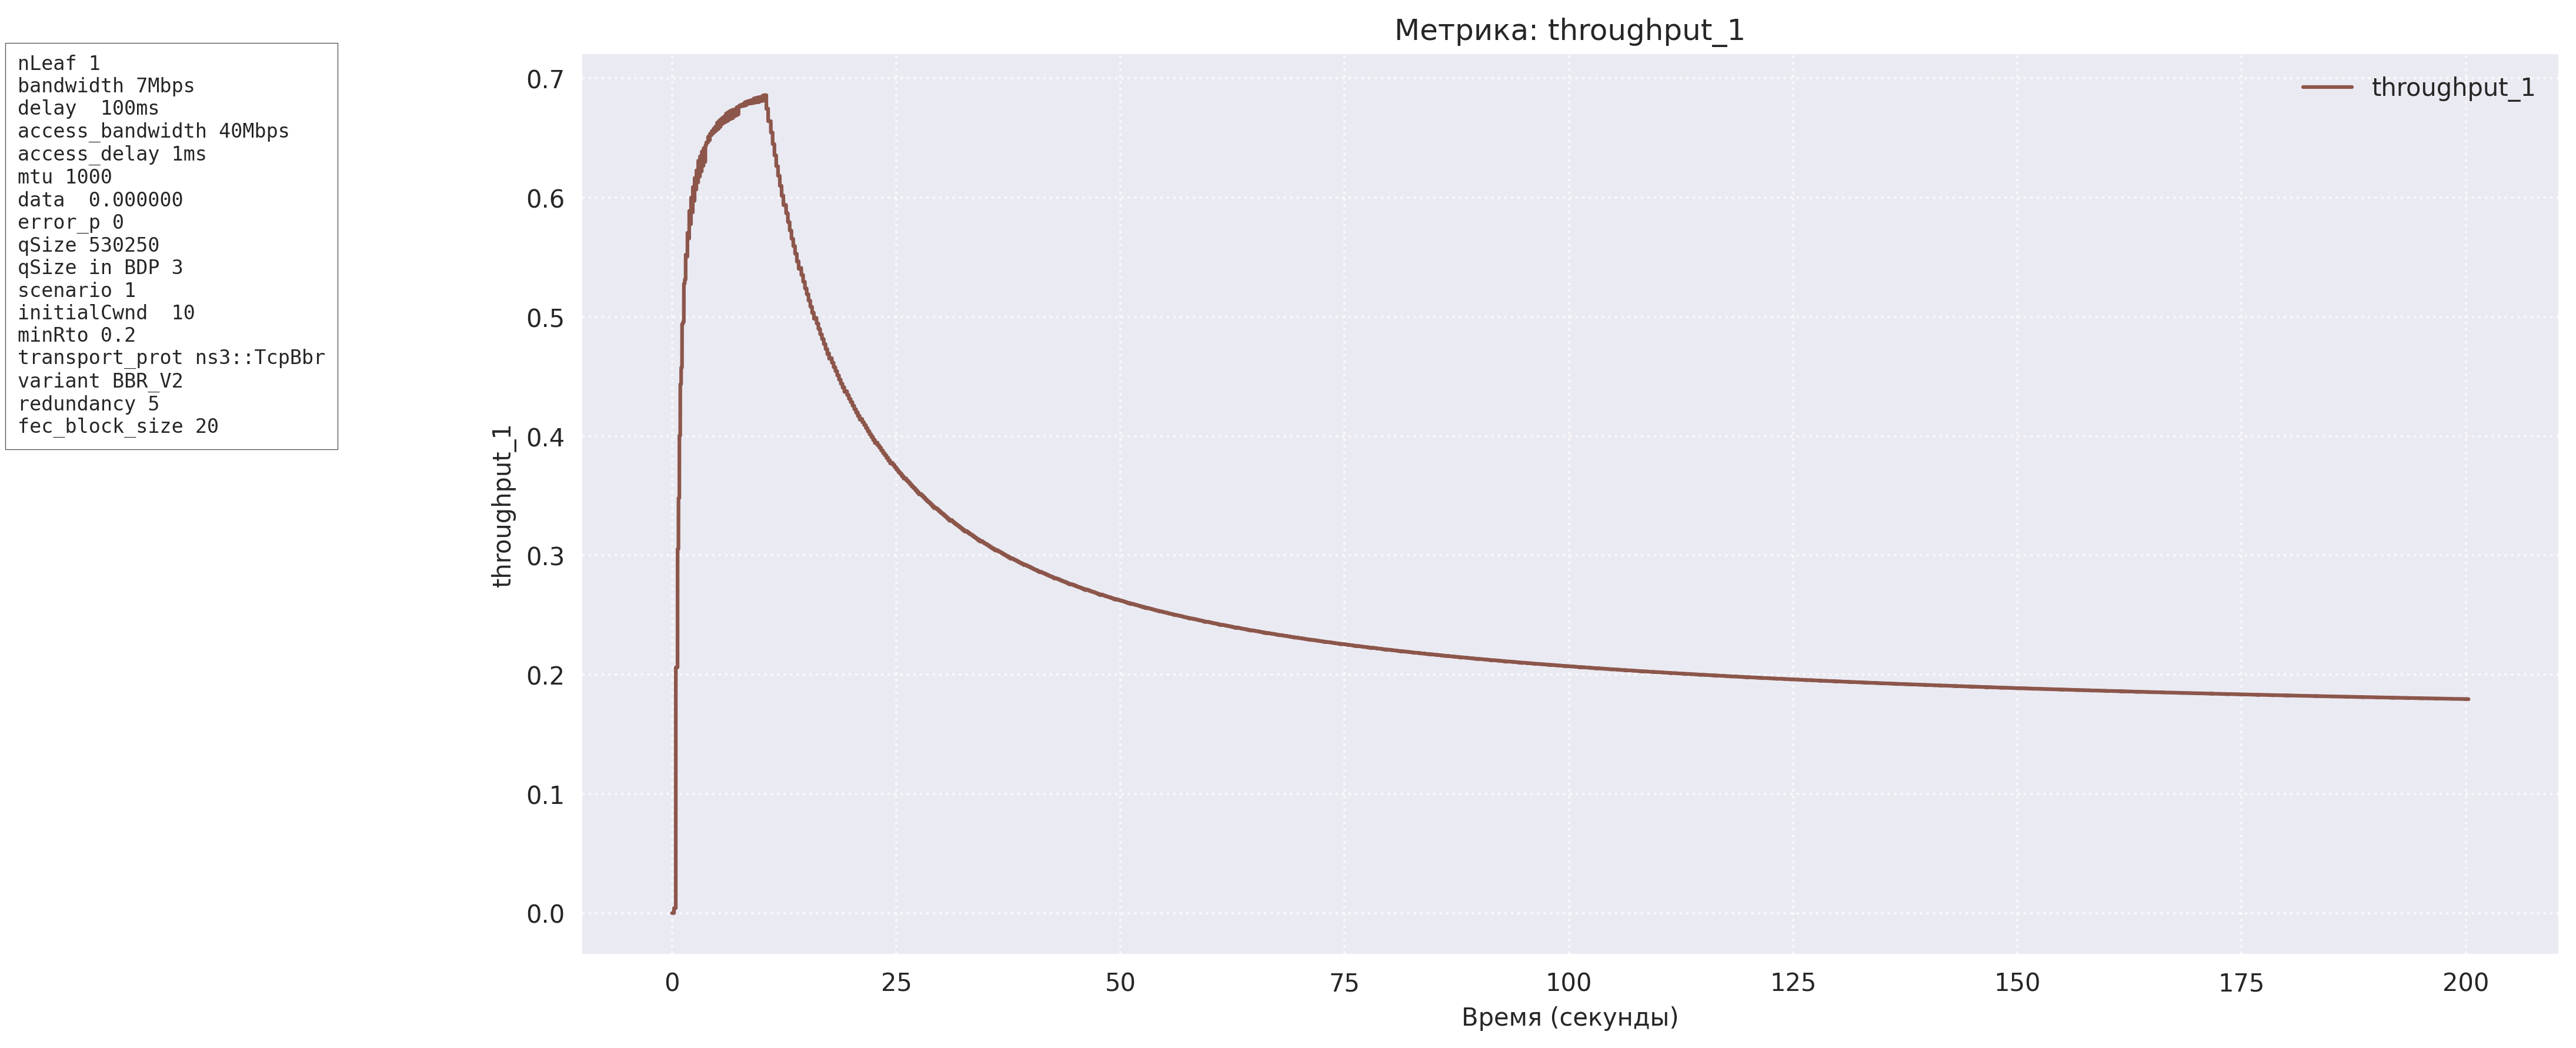 Метрика: throughput_1
nLeaf 1
bandwidth 7Mbps
delay  100ms
access_bandwidth 40Mbps
access_delay 1ms
mtu 1000
data  0.000000
error_p 0
qSize 530250
qSize in BDP 3
scenario 1
initialCwnd  10
minRto 0.2
transport_prot ns3::TcpBbr
variant BBR_V2
redundancy 5
fec_block_size 20
throughput_1
throughput_1
0.7
0.6
0.5
0.4
0.3
0.2
0.1
0.0
0 25 50 75 100 125 150 175 200
Время (секунды)